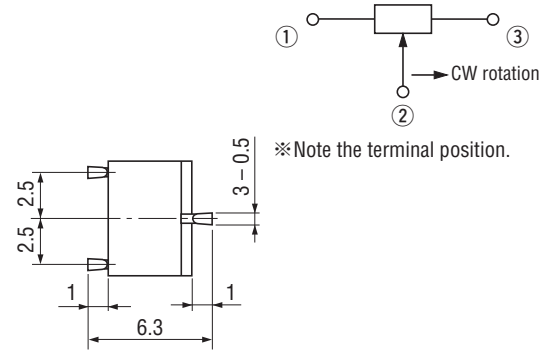 ① ③
CW rotation
②
※Note the terminal position.
3 – 0.5
2.5
2.5
1
1
6.3